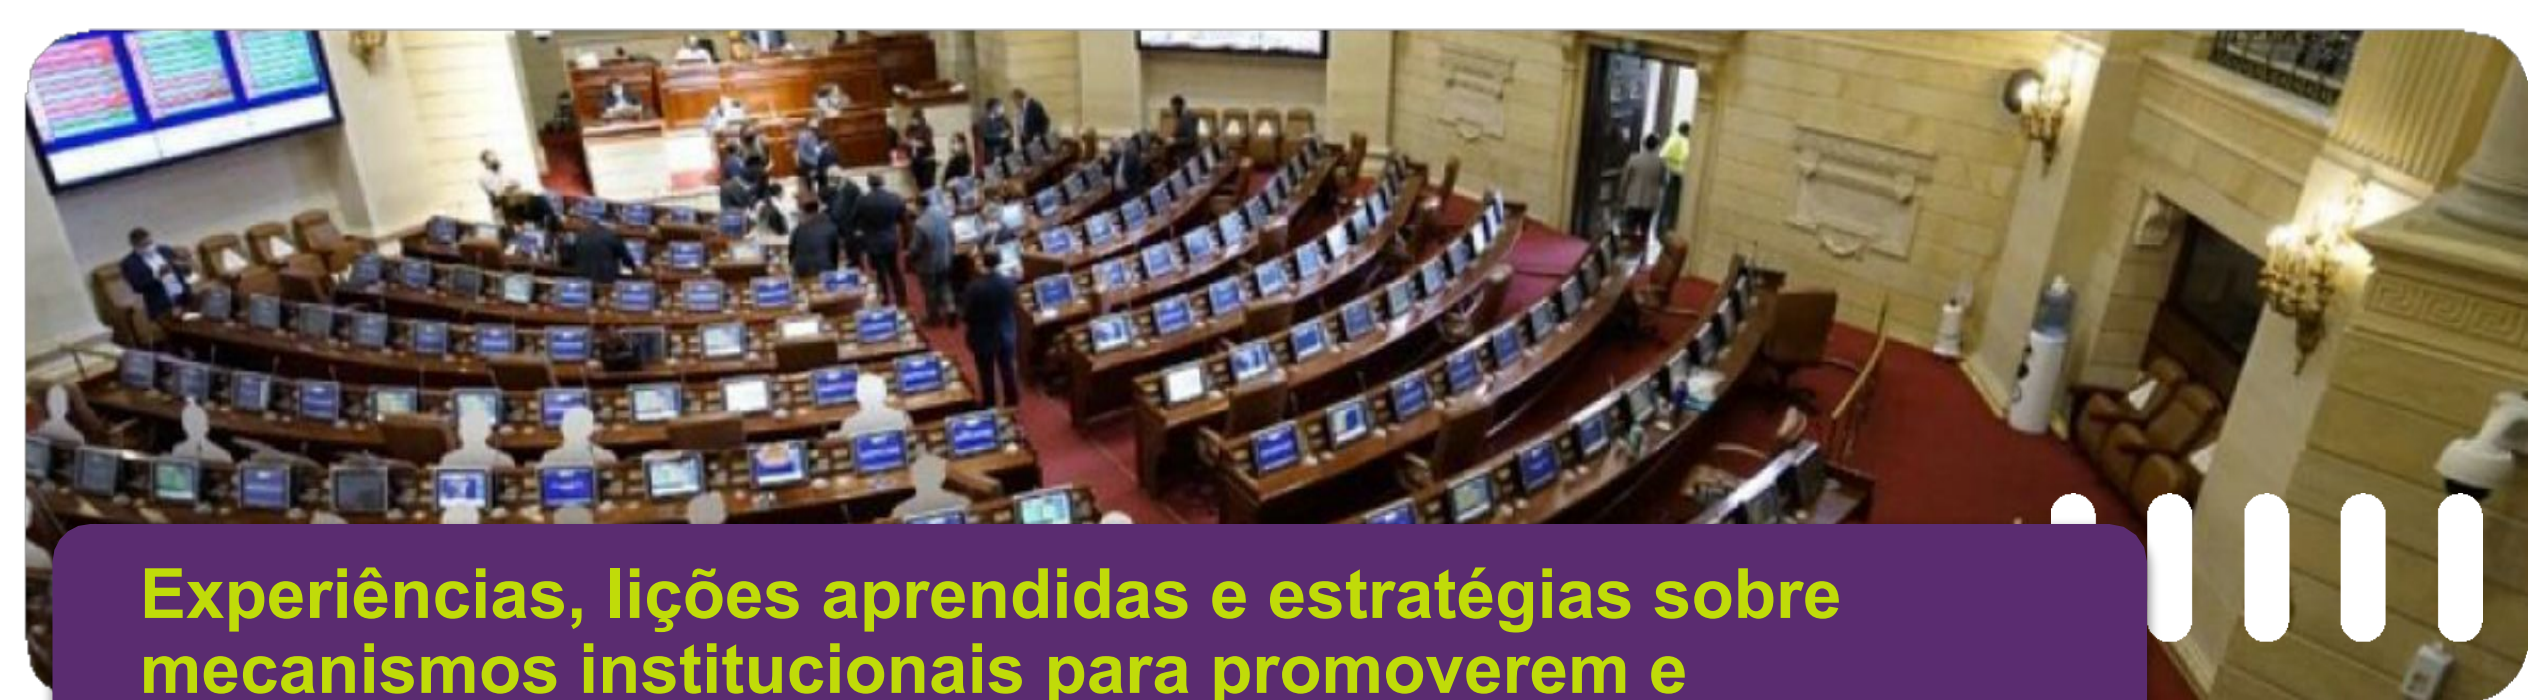 Experiências, lições aprendidas e estratégias sobre
mecanismos institucionais para promoverem e